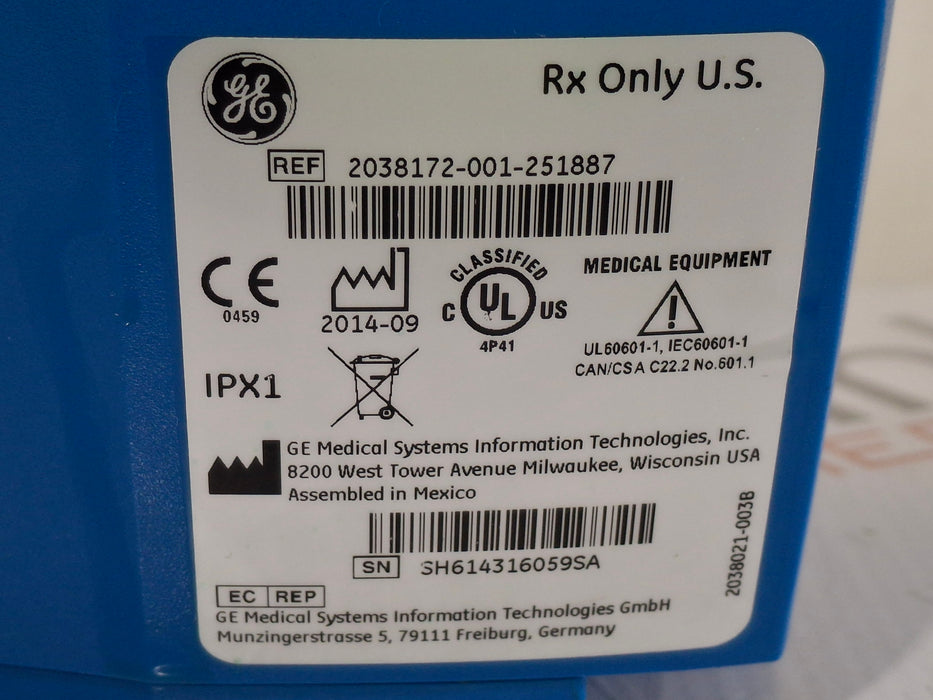 GE
Rx Only U.S.
REF 2038172-001-251887
CE
0459
2014-09
CLASSIFIED
C UL US
4P41
MEDICAL EQUIPMENT
UL60601-1, IEC60601-1
CAN/CSA C22.2 No.601.1
IPX1
GE Medical Systems Information Technologies, Inc.
8200 West Tower Avenue Milwaukee, Wisconsin USA
Assembled in Mexico
SN SH614316059SA
2038021-003B
EC REP
GE Medical Systems Information Technologies GmbH
Munzingerstrasse 5, 79111 Freiburg, Germany